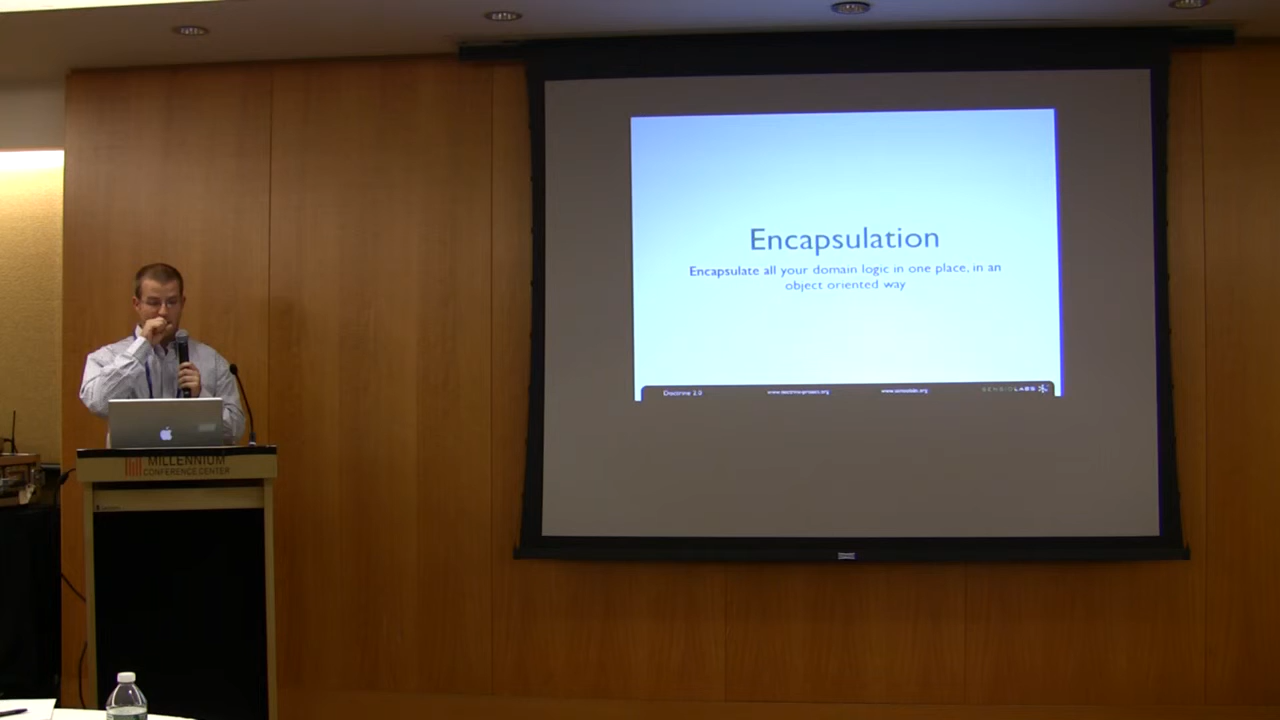 Encapsulation
Encapsulate all your domain logic in one place, in an
object oriented way
Doctrine 2.0 www.doctrine-project.org www.sensiolabs.org SENSIOLABS
MILLENNIUM
CONFERENCE CENTER